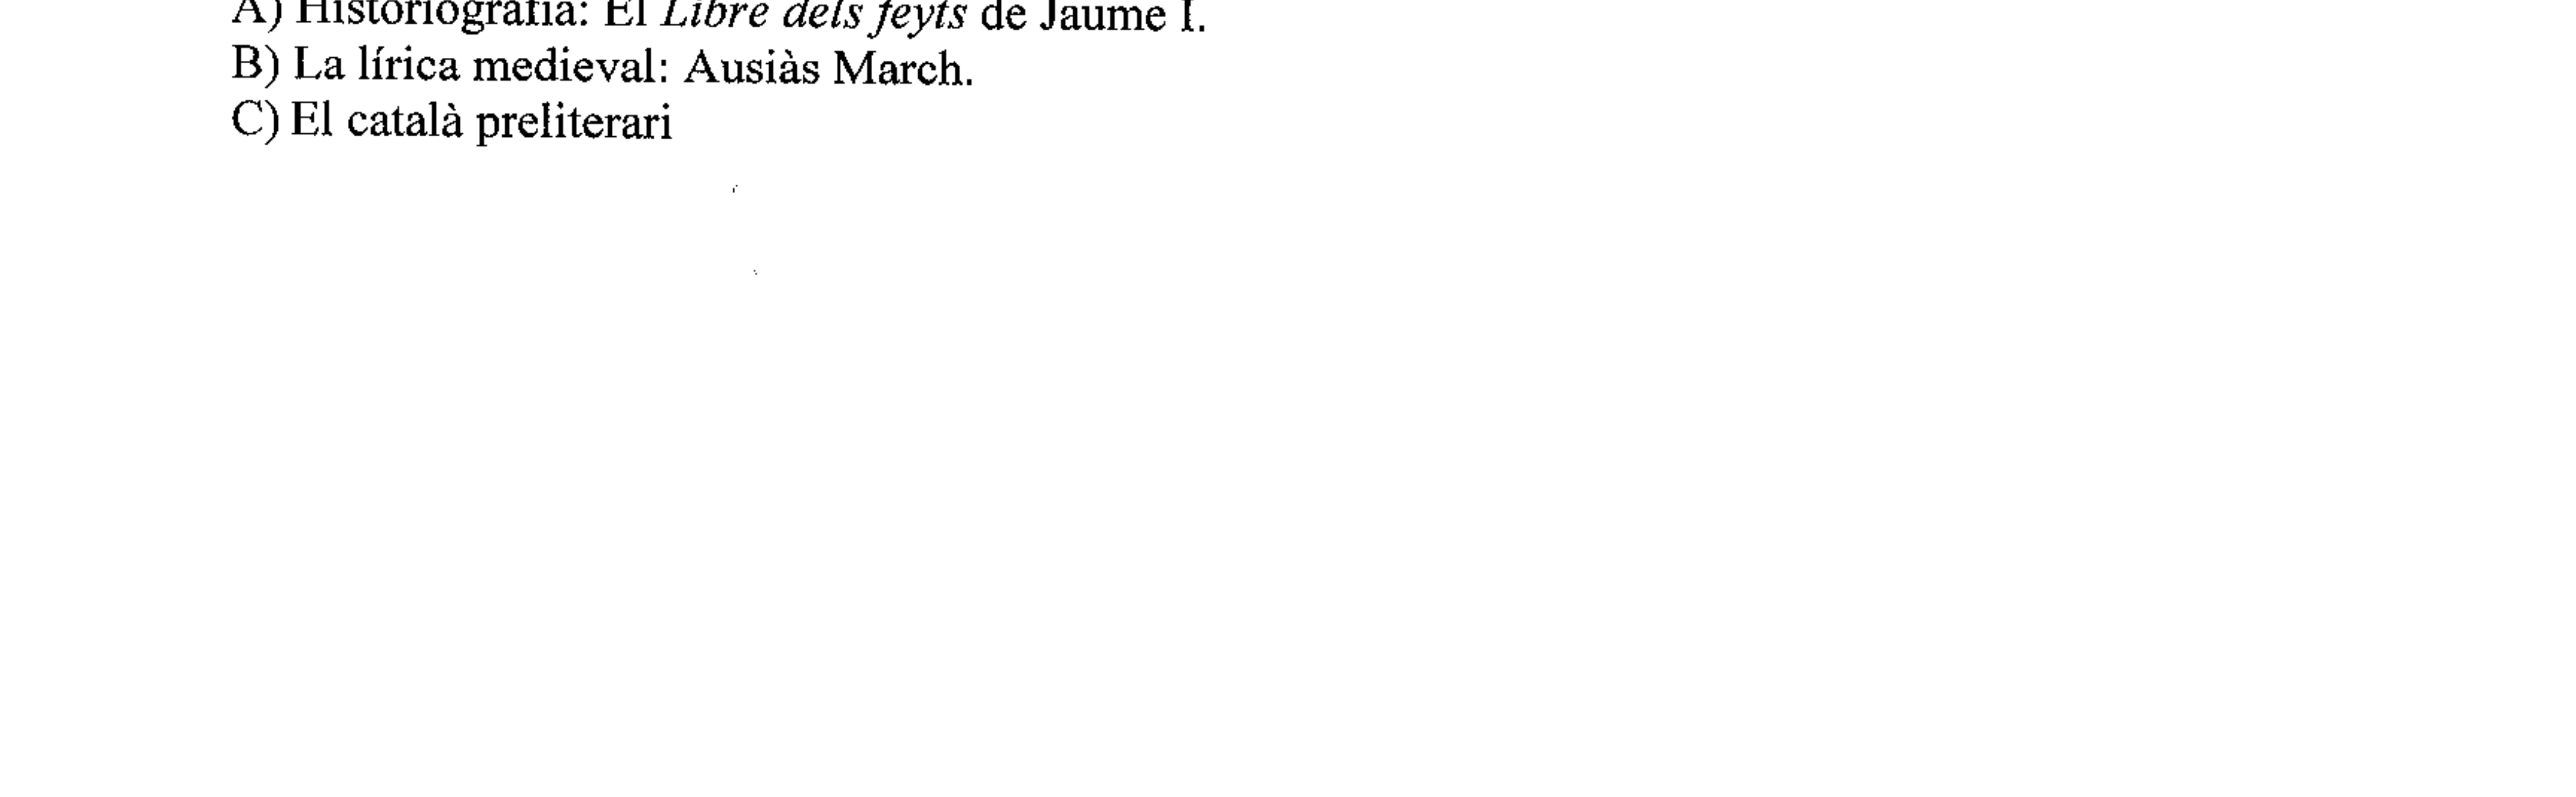 A) Historiografia: El Libre dels feyts de Jaume I.
B) La lírica medieval: Ausiàs March.
C) El català preliterari